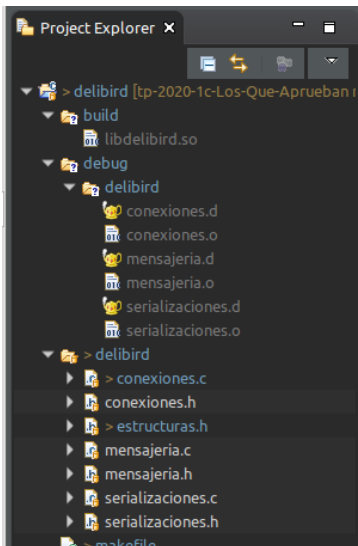 Project Explorer
> delibird [tp-2020-1c-Los-Que-Aprueban
build
libdelibird.so
debug
delibird
conexiones.d
conexiones.o
mensajeria.d
mensajeria.o
serializaciones.d
serializaciones.o
> delibird
> conexiones.c
conexiones.h
> estructuras.h
mensajeria.c
mensajeria.h
serializaciones.c
serializaciones.h
> makefile